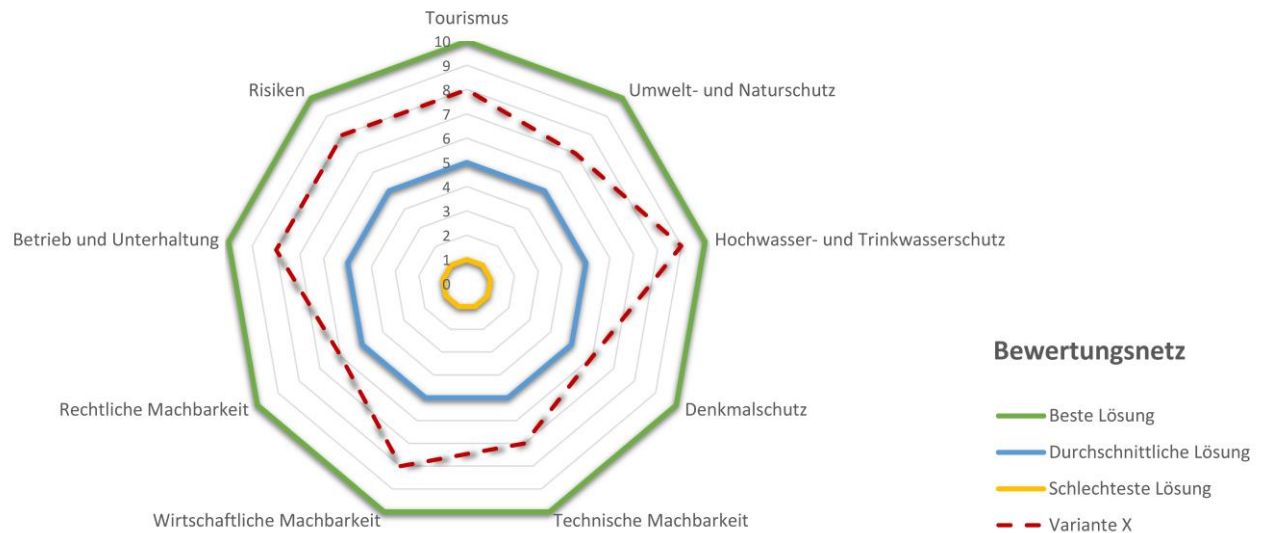 Tourismus
10
9
8
7
6
5
4
3
2
1
0
Risiken
Umwelt- und Naturschutz
Betrieb und Unterhaltung
Hochwasser- und Trinkwasserschutz
Rechtliche Machbarkeit
Denkmalschutz
Wirtschaftliche Machbarkeit
Technische Machbarkeit
Bewertungsnetz
Beste Lösung
Durchschnittliche Lösung
Schlechteste Lösung
Variante X